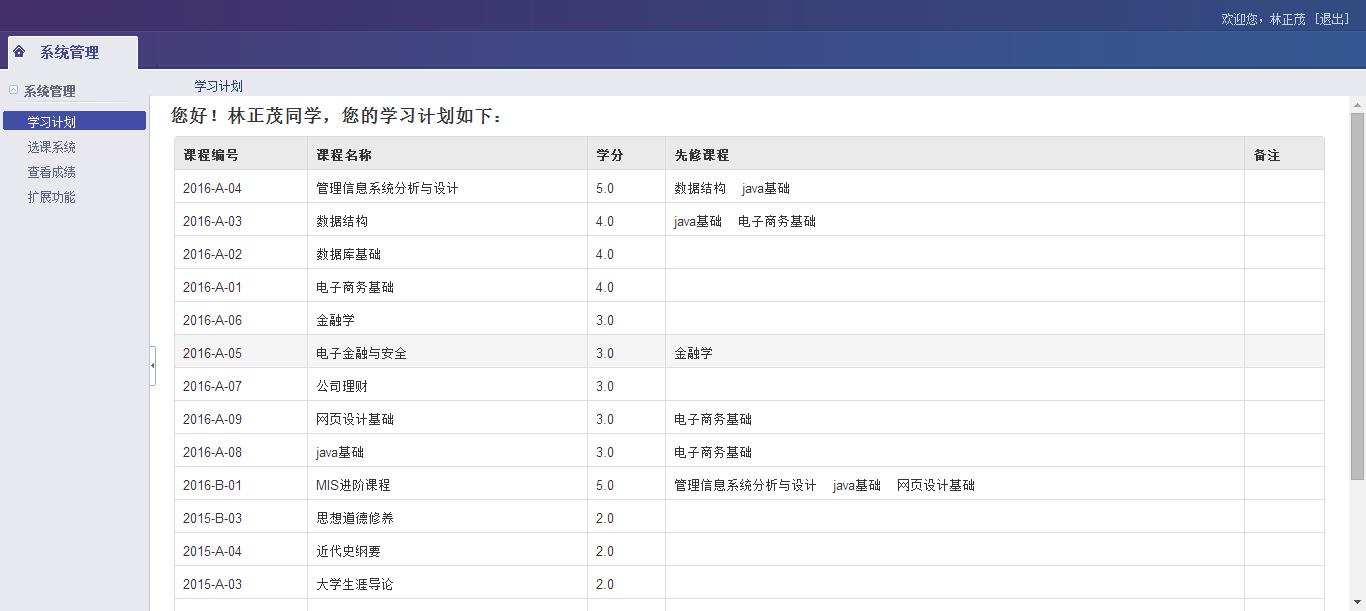 欢迎您，林正茂 [退出]
系统管理
系统管理
学习计划
选课系统
查看成绩
扩展功能
学习计划
您好！林正茂同学，您的学习计划如下：
课程编号 课程名称 学分 先修课程 备注
2016-A-04 管理信息系统分析与设计 5.0 数据结构 java基础
2016-A-03 数据结构 4.0 java基础 电子商务基础
2016-A-02 数据库基础 4.0
2016-A-01 电子商务基础 4.0
2016-A-06 金融学 3.0
2016-A-05 电子金融与安全 3.0 金融学
2016-A-07 公司理财 3.0
2016-A-09 网页设计基础 3.0 电子商务基础
2016-A-08 java基础 3.0 电子商务基础
2016-B-01 MIS进阶课程 5.0 管理信息系统分析与设计 java基础 网页设计基础
2015-B-03 思想道德修养 2.0
2015-A-04 近代史纲要 2.0
2015-A-03 大学生涯导论 2.0